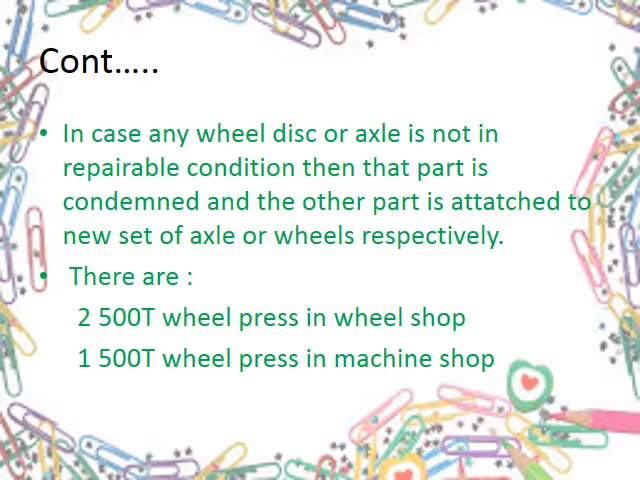 Cont…..
• In case any wheel disc or axle is not in
repairable condition then that part is
condemned and the other part is attatched to
new set of axle or wheels respectively.
• There are :
2 500T wheel press in wheel shop
1 500T wheel press in machine shop